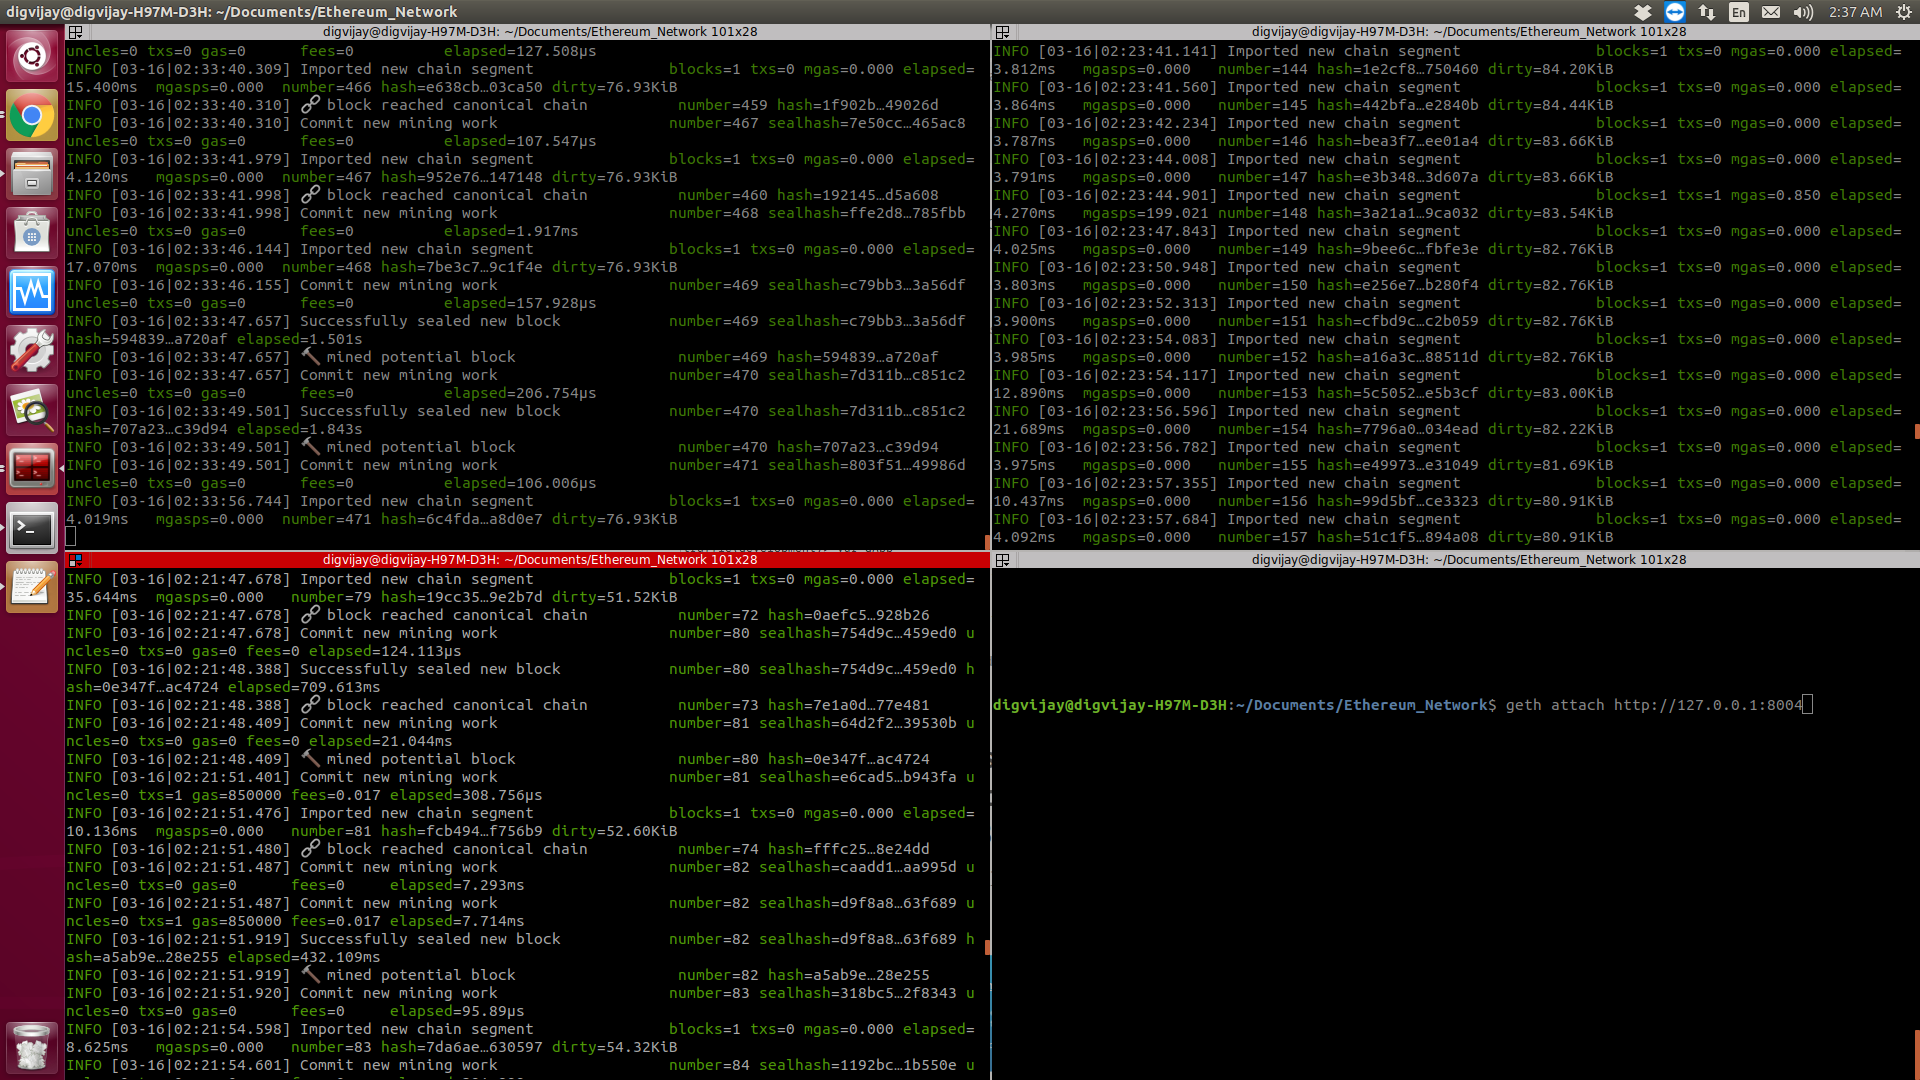 digvijay@digvijay-H97M-D3H: ~/Documents/Ethereum_Network
En
2:37 AM
digvijay@digvijay-H97M-D3H: ~/Documents/Ethereum_Network 101x28
uncles=0 txs=0 gas=0 fees=0 elapsed=127.508µs
INFO [03-16|02:33:40.309] Imported new chain segment blocks=1 txs=0 mgas=0.000 elapsed=
15.400ms mgasps=0.000 number=466 hash=e638cb…03ca50 dirty=76.93KiB
INFO [03-16|02:33:40.310] 🔗 block reached canonical chain number=459 hash=1f902b…49026d
INFO [03-16|02:33:40.310] Commit new mining work number=467 sealhash=7e50cc…465ac8
uncles=0 txs=0 gas=0 fees=0 elapsed=107.547µs
INFO [03-16|02:33:41.979] Imported new chain segment blocks=1 txs=0 mgas=0.000 elapsed=
4.120ms mgasps=0.000 number=467 hash=952e76…147148 dirty=76.93KiB
INFO [03-16|02:33:41.998] 🔗 block reached canonical chain number=460 hash=192145…d5a608
INFO [03-16|02:33:41.998] Commit new mining work number=468 sealhash=ffe2d8…785fbb
uncles=0 txs=0 gas=0 fees=0 elapsed=1.917ms
INFO [03-16|02:33:46.144] Imported new chain segment blocks=1 txs=0 mgas=0.000 elapsed=
17.070ms mgasps=0.000 number=468 hash=7be3c7…9c1f4e dirty=76.93KiB
INFO [03-16|02:33:46.155] Commit new mining work number=469 sealhash=c79bb3…3a56df
uncles=0 txs=0 gas=0 fees=0 elapsed=157.928µs
INFO [03-16|02:33:47.657] Successfully sealed new block number=469 sealhash=c79bb3…3a56df
hash=594839…a720af elapsed=1.501s
INFO [03-16|02:33:47.657] 🔨 mined potential block number=469 hash=594839…a720af
INFO [03-16|02:33:47.657] Commit new mining work number=470 sealhash=7d311b…c851c2
uncles=0 txs=0 gas=0 fees=0 elapsed=206.754µs
INFO [03-16|02:33:49.501] Successfully sealed new block number=470 sealhash=7d311b…c851c2
hash=707a23…c39d94 elapsed=1.843s
INFO [03-16|02:33:49.501] 🔨 mined potential block number=470 hash=707a23…c39d94
INFO [03-16|02:33:49.501] Commit new mining work number=471 sealhash=803f51…49986d
uncles=0 txs=0 gas=0 fees=0 elapsed=106.006µs
INFO [03-16|02:33:56.744] Imported new chain segment blocks=1 txs=0 mgas=0.000 elapsed=
4.019ms mgasps=0.000 number=471 hash=6c4fda…a8d0e7 dirty=76.93KiB
digvijay@digvijay-H97M-D3H: ~/Documents/Ethereum_Network 101x28
INFO [03-16|02:23:41.141] Imported new chain segment blocks=1 txs=0 mgas=0.000 elapsed=
3.812ms mgasps=0.000 number=144 hash=1e2cf8…750460 dirty=84.20KiB
INFO [03-16|02:23:41.560] Imported new chain segment blocks=1 txs=0 mgas=0.000 elapsed=
3.864ms mgasps=0.000 number=145 hash=442bfa…e2840b dirty=84.44KiB
INFO [03-16|02:23:42.234] Imported new chain segment blocks=1 txs=0 mgas=0.000 elapsed=
3.787ms mgasps=0.000 number=146 hash=bea3f7…ee01a4 dirty=83.66KiB
INFO [03-16|02:23:44.008] Imported new chain segment blocks=1 txs=0 mgas=0.000 elapsed=
3.791ms mgasps=0.000 number=147 hash=e3b348…3d607a dirty=83.66KiB
INFO [03-16|02:23:44.901] Imported new chain segment blocks=1 txs=1 mgas=0.850 elapsed=
4.270ms mgasps=199.021 number=148 hash=3a21a1…9ca032 dirty=83.54KiB
INFO [03-16|02:23:47.843] Imported new chain segment blocks=1 txs=0 mgas=0.000 elapsed=
4.025ms mgasps=0.000 number=149 hash=9bee6c…fbfe3e dirty=82.76KiB
INFO [03-16|02:23:50.948] Imported new chain segment blocks=1 txs=0 mgas=0.000 elapsed=
3.803ms mgasps=0.000 number=150 hash=e256e7…b280f4 dirty=82.76KiB
INFO [03-16|02:23:52.313] Imported new chain segment blocks=1 txs=0 mgas=0.000 elapsed=
3.900ms mgasps=0.000 number=151 hash=cfbd9c…c2b059 dirty=82.76KiB
INFO [03-16|02:23:54.083] Imported new chain segment blocks=1 txs=0 mgas=0.000 elapsed=
3.985ms mgasps=0.000 number=152 hash=a16a3c…88511d dirty=82.76KiB
INFO [03-16|02:23:54.117] Imported new chain segment blocks=1 txs=0 mgas=0.000 elapsed=
12.890ms mgasps=0.000 number=153 hash=5c5052…e5b3cf dirty=83.00KiB
INFO [03-16|02:23:56.596] Imported new chain segment blocks=1 txs=0 mgas=0.000 elapsed=
21.689ms mgasps=0.000 number=154 hash=7796a0…034ead dirty=82.22KiB
INFO [03-16|02:23:56.782] Imported new chain segment blocks=1 txs=0 mgas=0.000 elapsed=
3.975ms mgasps=0.000 number=155 hash=e49973…e31049 dirty=81.69KiB
INFO [03-16|02:23:57.355] Imported new chain segment blocks=1 txs=0 mgas=0.000 elapsed=
10.437ms mgasps=0.000 number=156 hash=99d5bf…ce3323 dirty=80.91KiB
INFO [03-16|02:23:57.684] Imported new chain segment blocks=1 txs=0 mgas=0.000 elapsed=
4.092ms mgasps=0.000 number=157 hash=51c1f5…894a08 dirty=80.91KiB
digvijay@digvijay-H97M-D3H: ~/Documents/Ethereum_Network 101x28
INFO [03-16|02:21:47.678] Imported new chain segment blocks=1 txs=0 mgas=0.000 elapsed=
35.644ms mgasps=0.000 number=79 hash=19cc35…9e2b7d dirty=51.52KiB
INFO [03-16|02:21:47.678] 🔗 block reached canonical chain number=72 hash=0aefc5…928b26
INFO [03-16|02:21:47.678] Commit new mining work number=80 sealhash=754d9c…459ed0 u
ncles=0 txs=0 gas=0 fees=0 elapsed=124.113µs
INFO [03-16|02:21:48.388] Successfully sealed new block number=80 sealhash=754d9c…459ed0 h
ash=0e347f…ac4724 elapsed=709.613ms
INFO [03-16|02:21:48.388] 🔗 block reached canonical chain number=73 hash=7e1a0d…77e481
INFO [03-16|02:21:48.409] Commit new mining work number=81 sealhash=64d2f2…39530b u
ncles=0 txs=0 gas=0 fees=0 elapsed=21.044ms
INFO [03-16|02:21:48.409] 🔨 mined potential block number=80 hash=0e347f…ac4724
INFO [03-16|02:21:51.401] Commit new mining work number=81 sealhash=e6cad5…b943fa u
ncles=0 txs=1 gas=850000 fees=0.017 elapsed=308.756µs
INFO [03-16|02:21:51.476] Imported new chain segment blocks=1 txs=0 mgas=0.000 elapsed=
10.136ms mgasps=0.000 number=81 hash=fcb494…f756b9 dirty=52.60KiB
INFO [03-16|02:21:51.480] 🔗 block reached canonical chain number=74 hash=fffc25…8e24dd
INFO [03-16|02:21:51.487] Commit new mining work number=82 sealhash=caadd1…aa995d u
ncles=0 txs=0 gas=0 fees=0 elapsed=7.293ms
INFO [03-16|02:21:51.487] Commit new mining work number=82 sealhash=d9f8a8…63f689 u
ncles=0 txs=1 gas=850000 fees=0.017 elapsed=7.714ms
INFO [03-16|02:21:51.919] Successfully sealed new block number=82 sealhash=d9f8a8…63f689 h
ash=a5ab9e…28e255 elapsed=432.109ms
INFO [03-16|02:21:51.919] 🔨 mined potential block number=82 hash=a5ab9e…28e255
INFO [03-16|02:21:51.920] Commit new mining work number=83 sealhash=318bc5…2f8343 u
ncles=0 txs=0 gas=0 fees=0 elapsed=95.89µs
INFO [03-16|02:21:54.598] Imported new chain segment blocks=1 txs=0 mgas=0.000 elapsed=
8.625ms mgasps=0.000 number=83 hash=7da6ae…630597 dirty=54.32KiB
INFO [03-16|02:21:54.601] Commit new mining work number=84 sealhash=1192bc…1b550e u
digvijay@digvijay-H97M-D3H: ~/Documents/Ethereum_Network 101x28
digvijay@digvijay-H97M-D3H:~/Documents/Ethereum_Network$ geth attach http://127.0.0.1:8004